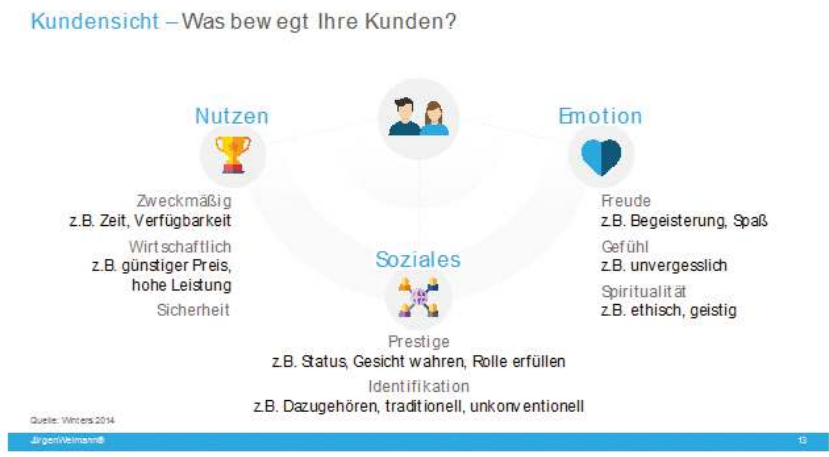 Kundensicht – Was bewegt Ihre Kunden?
Nutzen
Zweckmäßig
z.B. Zeit, Verfügbarkeit
Wirtschaftlich
z.B. günstiger Preis,
hohe Leistung
Sicherheit
Soziales
Prestige
z.B. Status, Gesicht wahren, Rolle erfüllen
Identifikation
z.B. Dazugehören, traditionell, unkonventionell
Emotion
Freude
z.B. Begeisterung, Spaß
Gefühl
z.B. unvergesslich
Spiritualität
z.B. ethisch, geistig
Quelle: Winters 2014
JürgenWeimann®
13